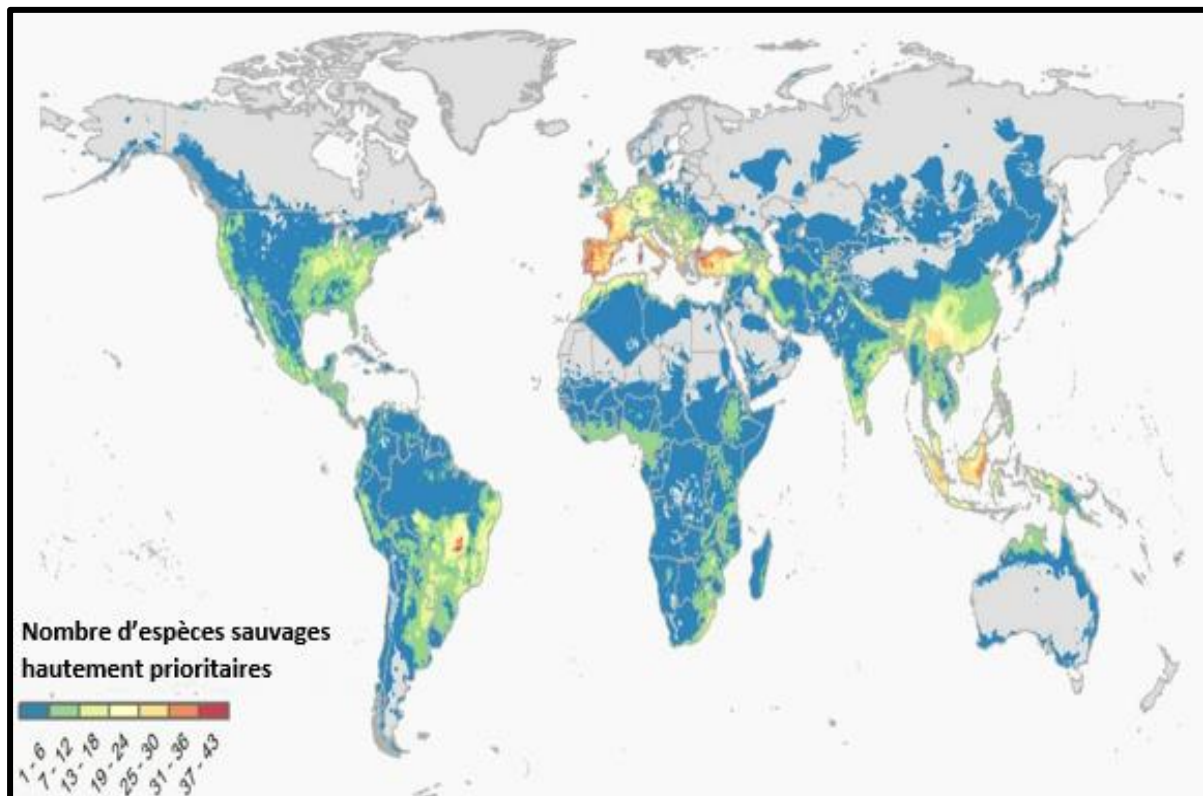 Nombre d’espèces sauvages
hautement prioritaires
1 - 6
7 - 12
13 - 18
19 - 24
25 - 30
31 - 36
37 - 43